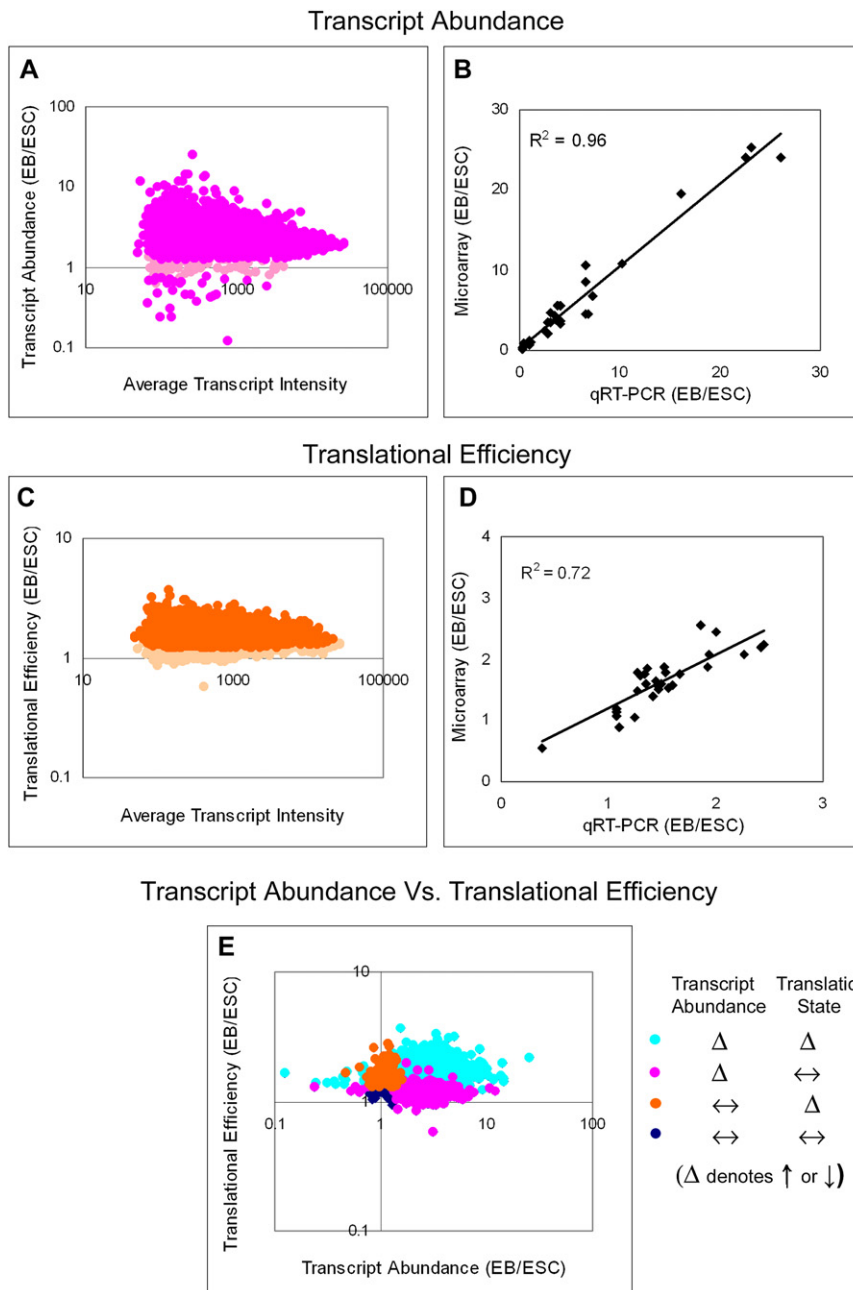 Transcript Abundance
A
Transcript Abundance (EB/ESC)
100
10
1
0.1
10
1000
100000
Average Transcript Intensity
B
R2 = 0.96
Microarray (EB/ESC)
30
20
10
0
0
10
20
30
qRT-PCR (EB/ESC)
Translational Efficiency
C
Translational Efficiency (EB/ESC)
10
1
0.1
10
1000
100000
Average Transcript Intensity
D
R2 = 0.72
Microarray (EB/ESC)
4
3
2
1
0
0
1
2
3
qRT-PCR (EB/ESC)
Transcript Abundance Vs. Translational Efficiency
E
Translational Efficiency (EB/ESC)
10
1
0.1
0.1
1
10
100
Transcript Abundance (EB/ESC)
Transcript Translatio
Abundance State
Δ Δ
Δ ↔
↔ Δ
↔ ↔
(Δ denotes ↑ or ↓)